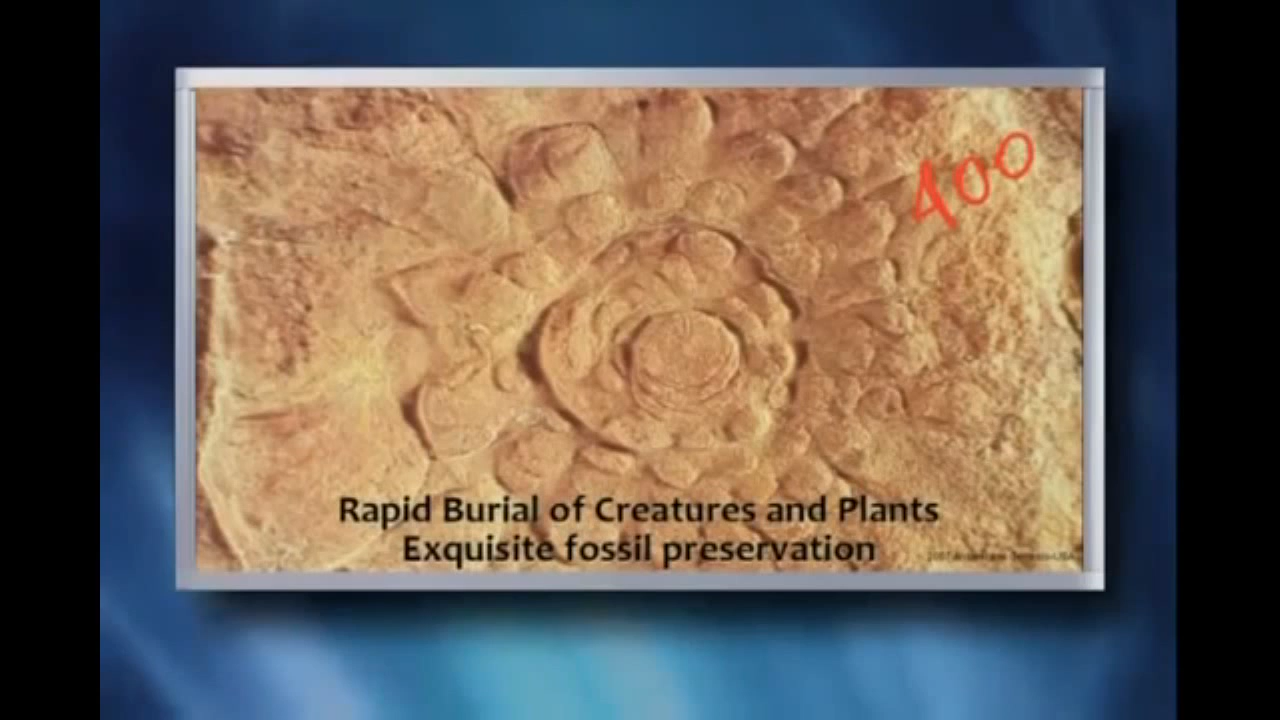 400
Rapid Burial of Creatures and Plants
Exquisite fossil preservation